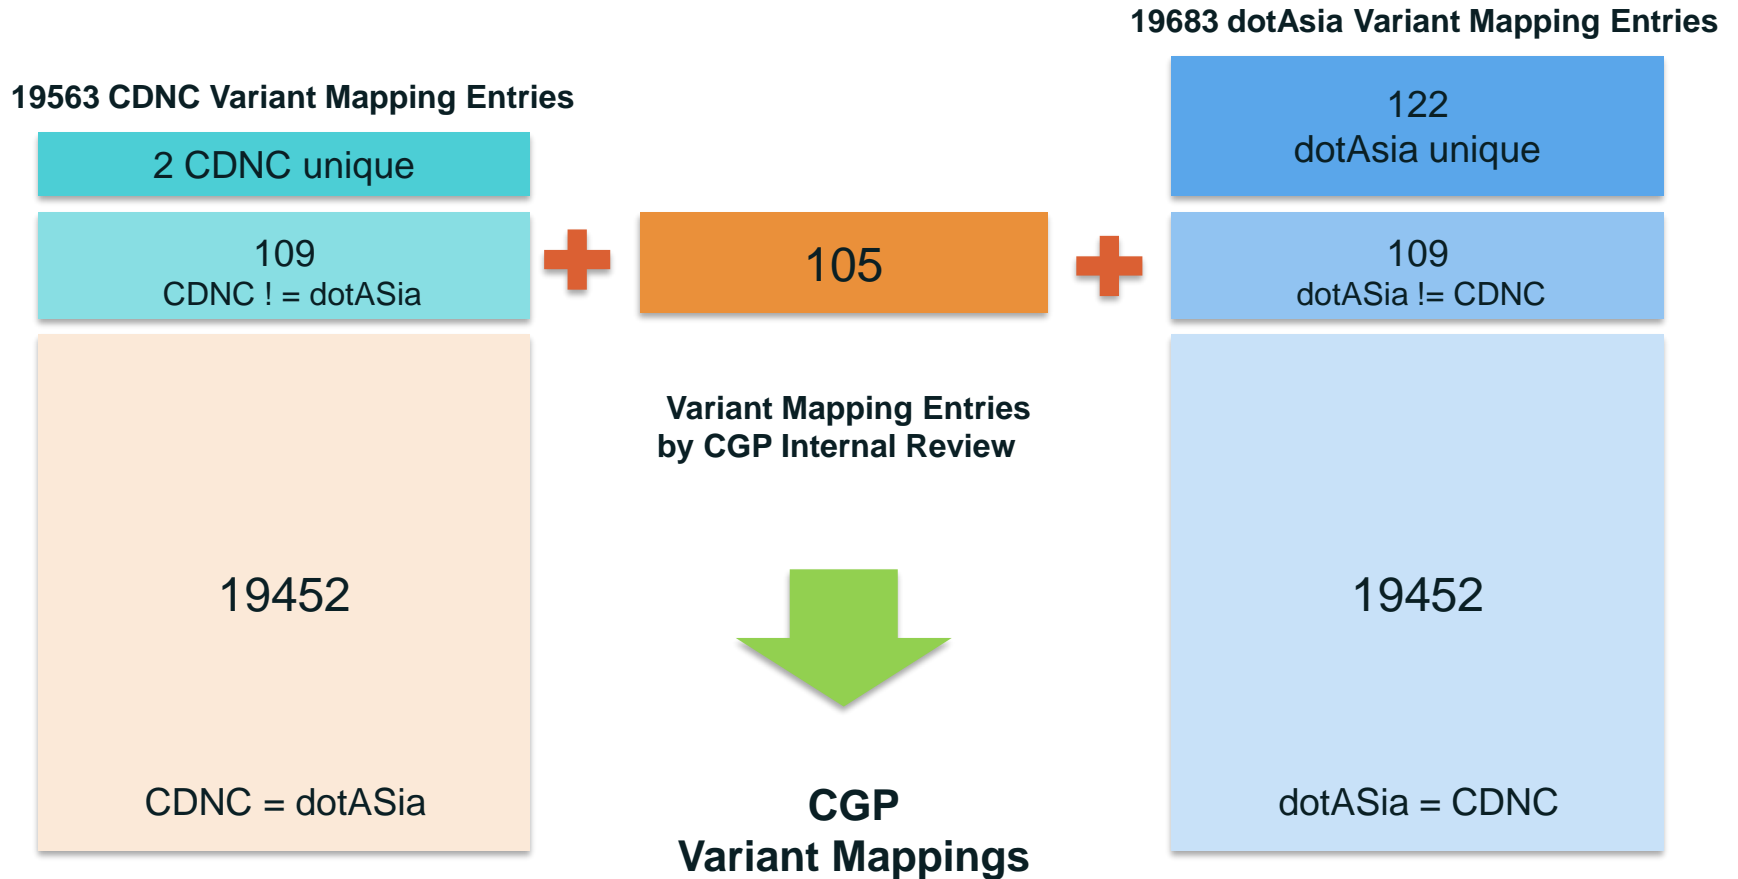 19683 dotAsia Variant Mapping Entries
19563 CDNC Variant Mapping Entries
2 CDNC unique
122
dotAsia unique
109
CDNC ! = dotASia
105
109
dotASia != CDNC
Variant Mapping Entries
by CGP Internal Review
19452
19452
CDNC = dotASia
dotASia = CDNC
CGP
Variant Mappings